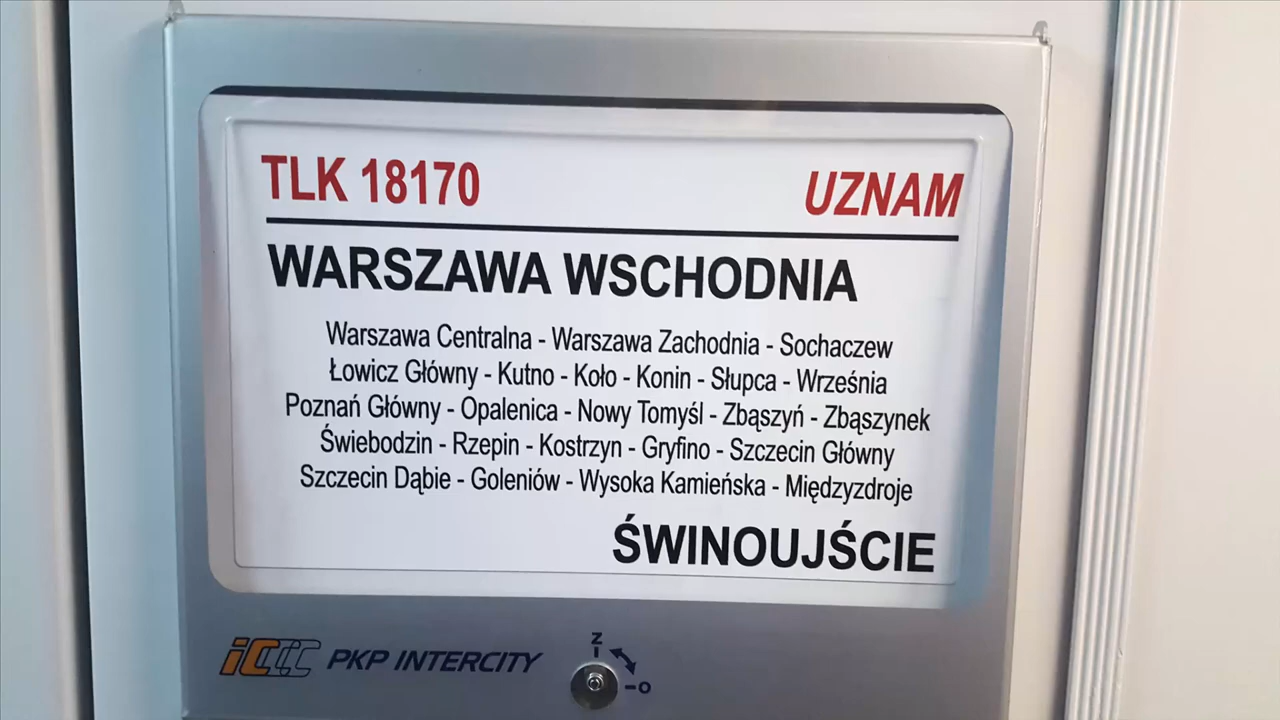 TLK 18170 UZNAM
WARSZAWA WSCHODNIA
Warszawa Centralna - Warszawa Zachodnia - Sochaczew
Łowicz Główny - Kutno - Koło - Konin - Słupca - Września
Poznań Główny - Opalenica - Nowy Tomyśl - Zbąszyń - Zbąszynek
Świebodzin - Rzepin - Kostrzyn - Gryfino - Szczecin Główny
Szczecin Dąbie - Goleniów - Wysoka Kamieńska - Międzyzdroje
ŚWINOUJŚCIE
iCCCC PKP INTERCITY
Z
O